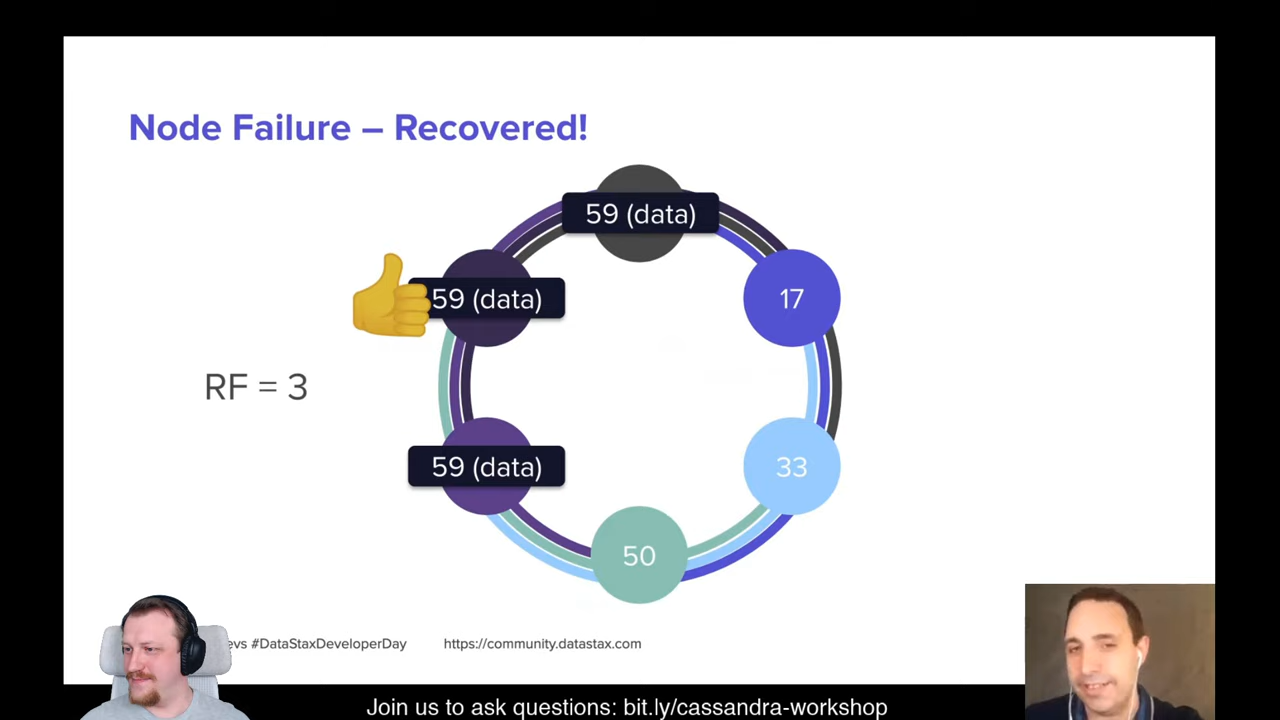 Node Failure – Recovered!
59 (data)
59 (data)
17
RF = 3
59 (data)
33
50
#DataStaxDeveloperDay
https://community.datastax.com
Join us to ask questions: bit.ly/cassandra-workshop